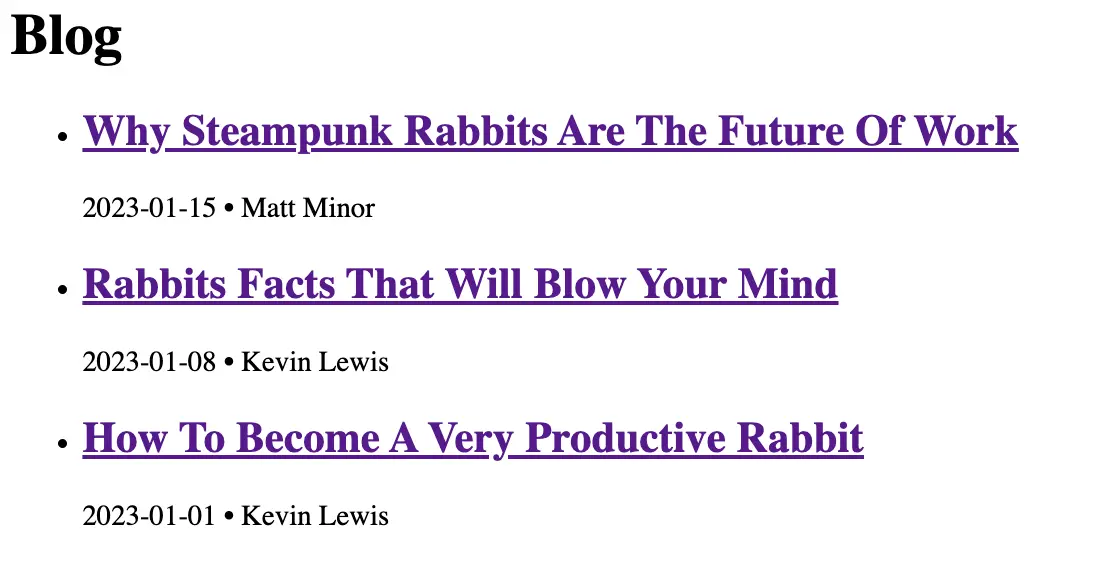 Blog
• Why Steampunk Rabbits Are The Future Of Work
2023-01-15 • Matt Minor
• Rabbits Facts That Will Blow Your Mind
2023-01-08 • Kevin Lewis
• How To Become A Very Productive Rabbit
2023-01-01 • Kevin Lewis